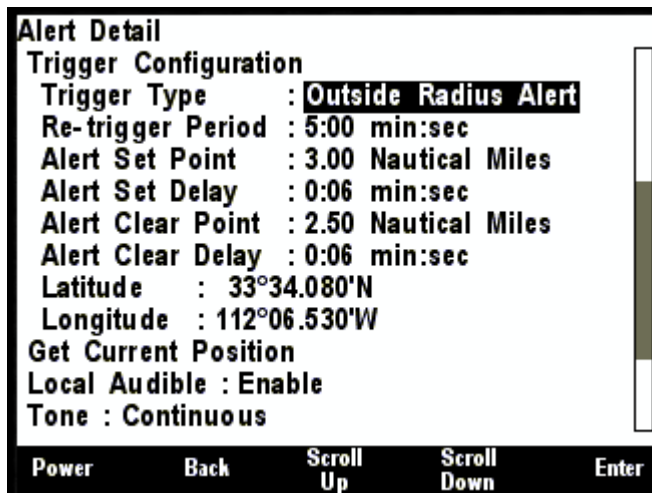 Alert Detail
Trigger Configuration
Trigger Type : Outside Radius Alert
Re-trigger Period : 5:00 min:sec
Alert Set Point : 3.00 Nautical Miles
Alert Set Delay : 0:06 min:sec
Alert Clear Point : 2.50 Nautical Miles
Alert Clear Delay : 0:06 min:sec
Latitude : 33°34.080'N
Longitude : 112°06.530'W
Get Current Position
Local Audible : Enable
Tone : Continuous
Power Back Scroll Up Scroll Down Enter